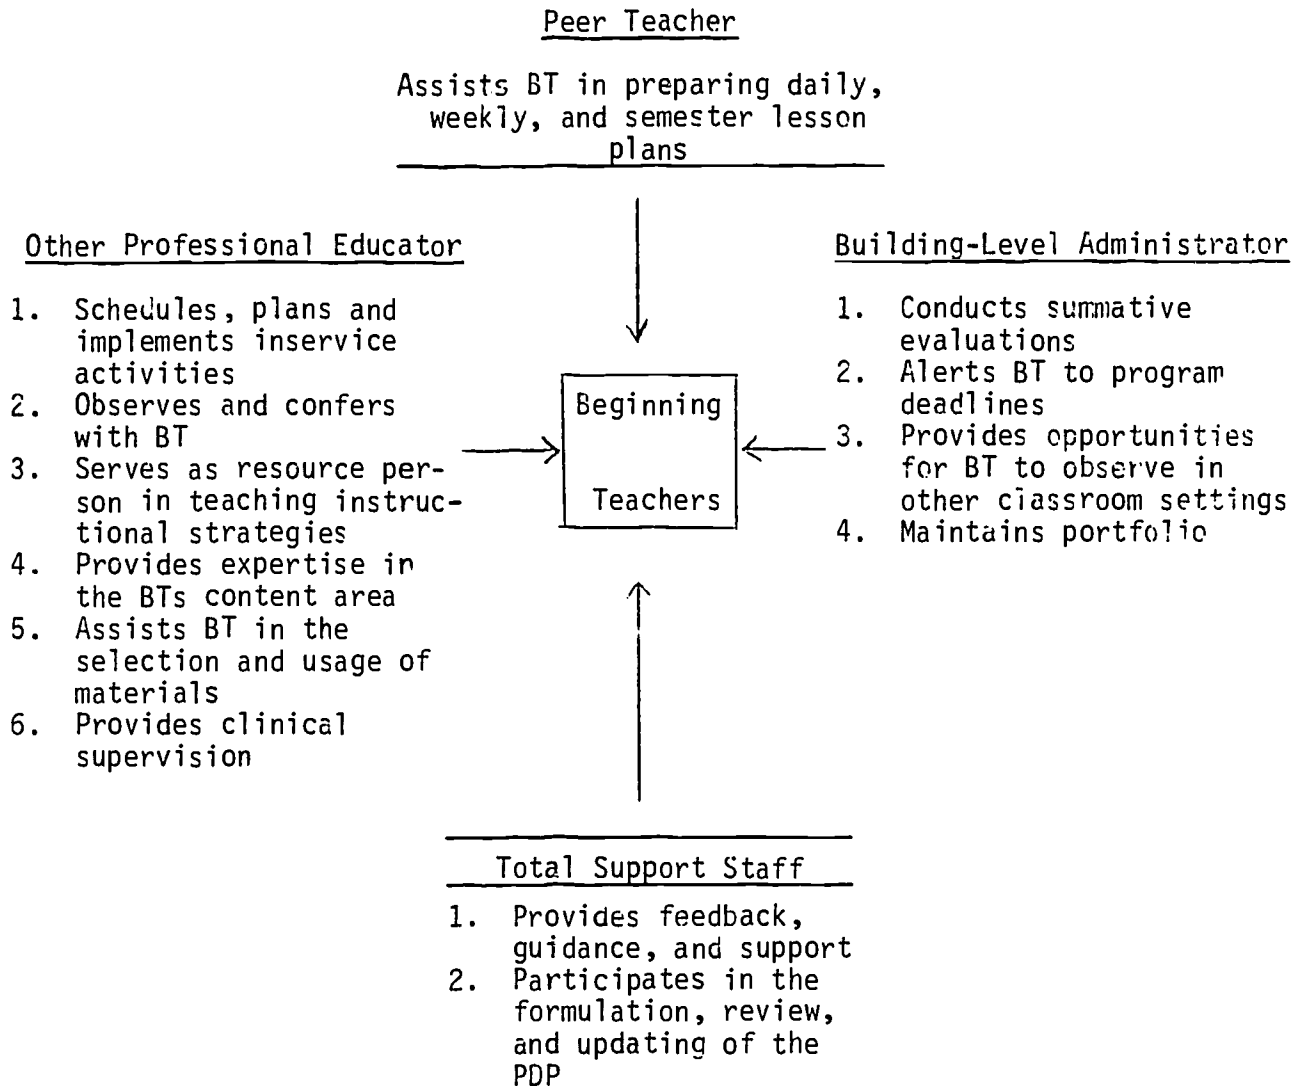 Peer Teacher
Assists BT in preparing daily,
weekly, and semester lesson
plans
Other Professional Educator
1. Schedules, plans and
implements inservice
activities
2. Observes and confers
with BT
3. Serves as resource per-
son in teaching instruc-
tional strategies
4. Provides expertise in
the BTs content area
5. Assists BT in the
selection and usage of
materials
6. Provides clinical
supervision
Beginning
Teachers
Building-Level Administrator
1. Conducts summative
evaluations
2. Alerts BT to program
deadlines
3. Provides opportunities
for BT to observe in
other classroom settings
4. Maintains portfolio
Total Support Staff
1. Provides feedback,
guidance, and support
2. Participates in the
formulation, review,
and updating of the
PDP